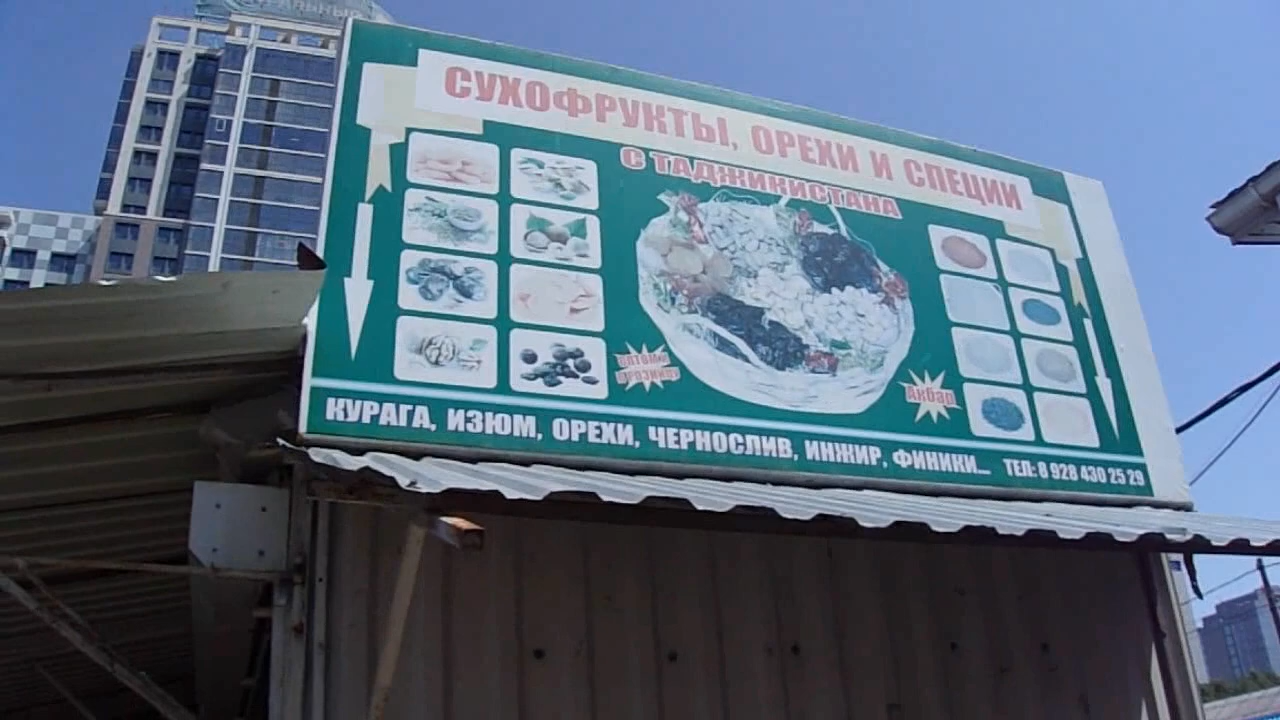 СУХОФРУКТЫ, ОРЕХИ И СПЕЦИИ
С ТАДЖИКИСТАНА
ОПТОМ И
В РОЗНИЦУ
Акбар
КУРАГА, ИЗЮМ, ОРЕХИ, ЧЕРНОСЛИВ, ИНЖИР, ФИНИКИ... ТЕЛ: 8 928 430 25 29